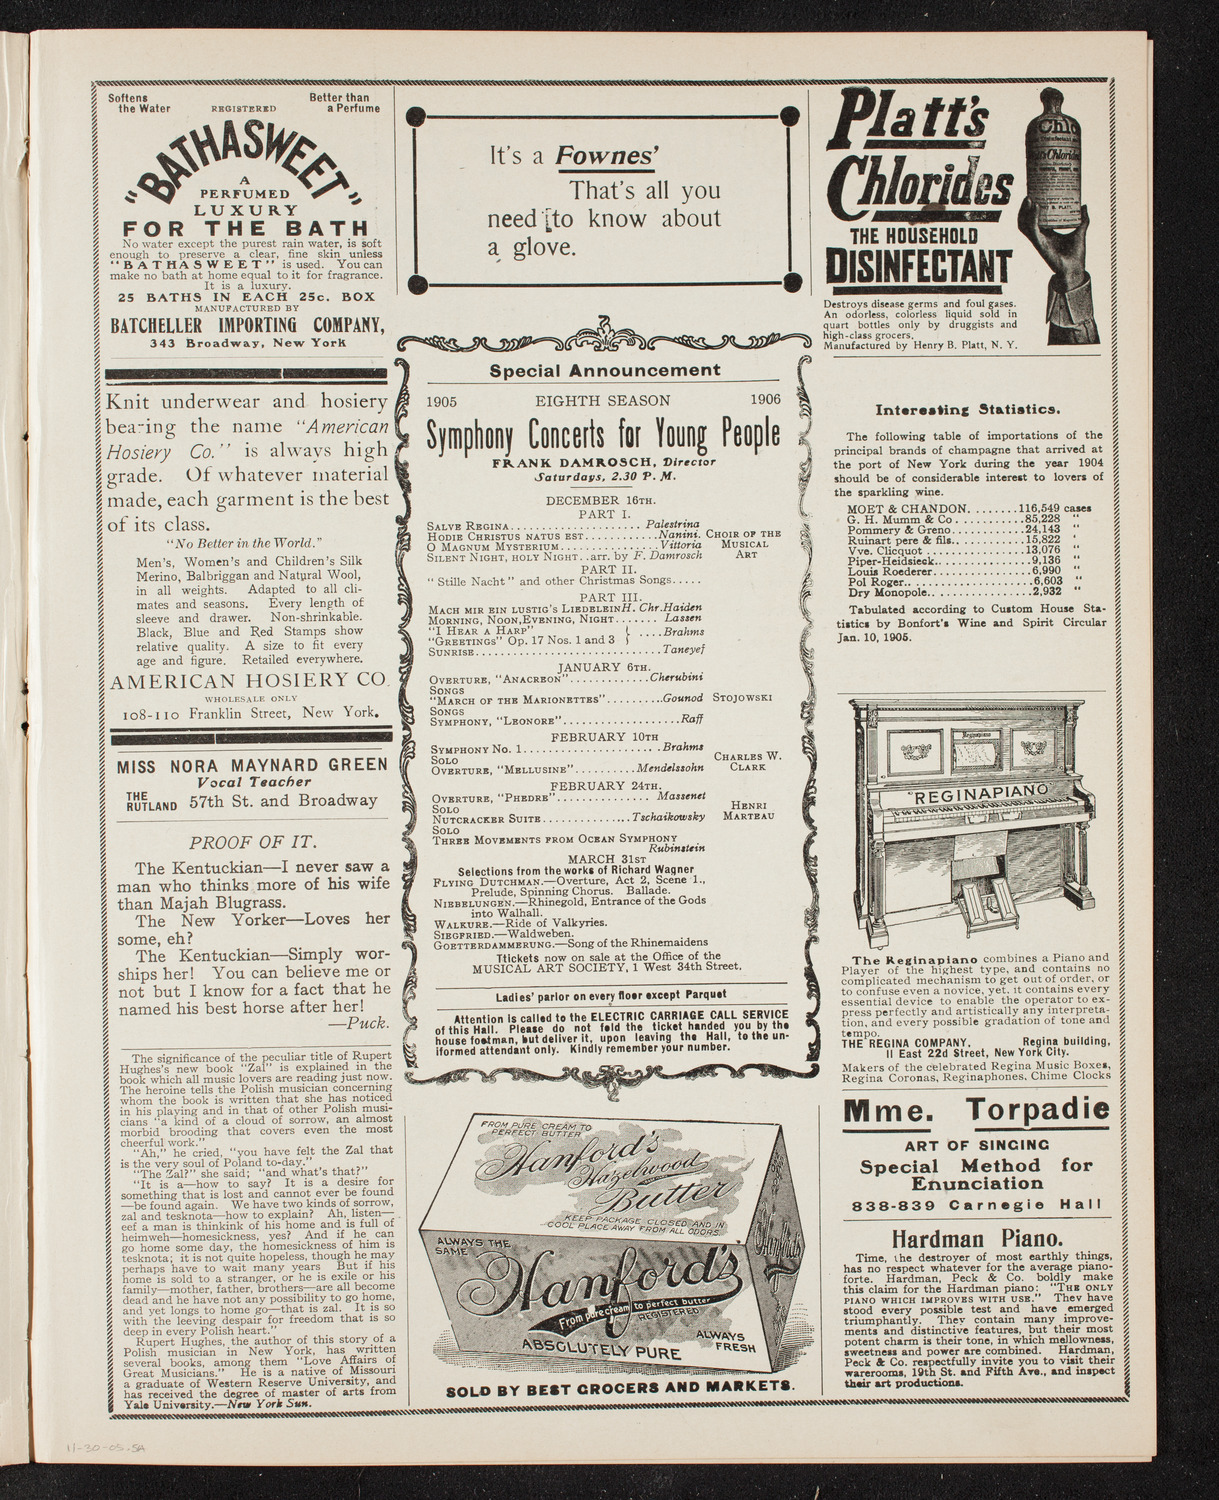 Softens
the Water
REGISTERED
Better than
a Perfume
"BATHASWEET"
A
PERFUMED
LUXURY
FOR THE BATH
No water except the purest rain water, is soft
enough to preserve a clear, fine skin unless
"BATHASWEET" is used. You can
make no bath at home equal to it for fragrance.
It is a luxury.
25 BATHS IN EACH 25c. BOX
MANUFACTURED BY
BATCHELLER IMPORTING COMPANY,
343 Broadway, New York
Knit underwear and hosiery
bearing the name "American
Hosiery Co." is always high
grade. Of whatever material
made, each garment is the best
of its class.
"No Better in the World."
Men's, Women's and Children's Silk
Merino, Balbriggan and Natural Wool,
in all weights. Adapted to all cli-
mates and seasons. Every length of
sleeve and drawer. Non-shrinkable.
Black, Blue and Red Stamps show
relative quality. A size to fit every
age and figure. Retailed everywhere.
AMERICAN HOSIERY CO.
WHOLESALE ONLY
108-110 Franklin Street, New York.
MISS NORA MAYNARD GREEN
Vocal Teacher
THE
RUTLAND 57th St. and Broadway
PROOF OF IT.
The Kentuckian—I never saw a
man who thinks more of his wife
than Majah Blugrass.
The New Yorker—Loves her
some, eh?
The Kentuckian—Simply wor-
ships her! You can believe me or
not but I know for a fact that he
named his best horse after her!
—Puck.
The significance of the peculiar title of Rupert
Hughes's new book "Zal" is explained in the
book which all music lovers are reading just now.
The heroine tells the Polish musician concerning
whom the book is written that she has noticed
in his playing and in that of other Polish musi-
cians "a kind of a cloud of sorrow, an almost
morbid brooding that covers even the most
cheerful work."
"Ah," he cried, "you have felt the Zal that
is the very soul of Poland to-day."
"The Zal?" she said; "and what's that?"
"It is a—how to say? It is a desire for
something that is lost and cannot ever be found
—be found again. We have two kinds of sorrow,
zal and tesknota—how to explain? Ah, listen—
eef a man is thinkink of his home and is full of
heimweh—homesickness, yes? And if he can
go home some day, the homesickness of him is
tesknota; it is not quite hopeless, though he may
perhaps have to wait many years But if his
home is sold to a stranger, or he is exile or his
family—mother, father, brothers—are all become
dead and he have not any possibility to go home,
and yet longs to home go—that is zal. It is so
with the leeving despair for freedom that is so
deep in every Polish heart."
Rupert Hughes, the author of this story of a
Polish musician in New York, has written
several books, among them "Love Affairs of
Great Musicians." He is a native of Missouri
a graduate of Western Reserve University, and
has received the degree of master of arts from
Yale University.—New York Sun.
It's a Fownes'
That's all you
need to know about
a glove.
Special Announcement
1905 EIGHTH SEASON 1906
Symphony Concerts for Young People
FRANK DAMROSCH, Director
Saturdays, 2.30 P. M.
DECEMBER 16TH.
PART I.
SALVE REGINA.................... Palestrina
HODIE CHRISTUS NATUS EST............Nanini. CHOIR OF THE
O MAGNUM MYSTERIUM................Vittoria MUSICAL
SILENT NIGHT, HOLY NIGHT..arr. by F. Damrosch ART
PART II.
"Stille Nacht" and other Christmas Songs.....
PART III.
MACH MIR EIN LUSTIG'S LIEDELEINH. Chr.Haiden
MORNING, NOON, EVENING, NIGHT....... Lassen
"I HEAR A HARP"
"GREETINGS" Op. 17 Nos. 1 and 3 } ....Brahms
SUNRISE.............................Taneyef
JANUARY 6TH.
OVERTURE, "ANACREON".............Cherubini
SONGS
"MARCH OF THE MARIONETTES"..........Gounod STOJOWSKI
SONGS
SYMPHONY, "LEONORE"...................Raff
FEBRUARY 10TH
SYMPHONY NO. 1......................Brahms
SOLO CHARLES W.
OVERTURE, "MELLUSINE"..........Mendelssohn CLARK
FEBRUARY 24TH.
OVERTURE, "PHEDRE"............... Massenet
SOLO HENRI
NUTCRACKER SUITE...............Tschaikowsky MARTEAU
SOLO
THREE MOVEMENTS FROM OCEAN SYMPHONY
Rubinstein
MARCH 31ST
Selections from the works of Richard Wagner
FLYING DUTCHMAN.—Overture, Act 2, Scene 1.,
Prelude, Spinning Chorus. Ballade.
NIEBELUNGEN.—Rhinegold, Entrance of the Gods
into Walhall.
WALKURE.—Ride of Valkyries.
SIEGFRIED.—Waldweben.
GOETTERDAMMERUNG.—Song of the Rhinemaidens
Ttickets now on sale at the Office of the
MUSICAL ART SOCIETY, 1 West 34th Street.
Ladies' parlor on every floor except Parquet
Attention is called to the ELECTRIC CARRIAGE CALL SERVICE
of this Hall. Please do not fold the ticket handed you by the
house footman, but deliver it, upon leaving the Hall, to the un-
iformed attendant only. Kindly remember your number.
FROM PURE CREAM TO
PERFECT BUTTER
Hanford's
Hazelwood
Butter
KEEP PACKAGE CLOSED AND IN
COOL PLACE AWAY FROM ALL ODORS.
ALWAYS THE
SAME
Hanford's
From pure cream to perfect butter
REGISTERED
ALWAYS
FRESH
ABSOLUTELY PURE
Hanford's
SOLD BY BEST GROCERS AND MARKETS.
Platt's
Chlorides
THE HOUSEHOLD
DISINFECTANT
Destroys disease germs and foul gases.
An odorless, colorless liquid sold in
quart bottles only by druggists and
high-class grocers,
Manufactured by Henry B. Platt, N. Y.
Interesting Statistics.
The following table of importations of the
principal brands of champagne that arrived at
the port of New York during the year 1904
should be of considerable interest to lovers of
the sparkling wine.
MOET & CHANDON........116,549 cases
G. H. Mumm & Co...........85,228 "
Pommery & Greno...........24,143 "
Ruinart pere & fils...........15,822 "
Vve. Clicquot................13,076 "
Piper-Heidsieck...............9,136 "
Louis Roederer................6,990 "
Pol Roger....................6,603 "
Dry Monopole.................2,932 "
Tabulated according to Custom House Sta-
tistics by Bonfort's Wine and Spirit Circular
Jan. 10, 1905.
Reginapiano
REGINAPIANO
The Reginapiano combines a Piano and
Player of the highest type, and contains no
complicated mechanism to get out of order, or
to confuse even a novice, yet it contains every
essential device to enable the operator to ex-
press perfectly and artistically any interpreta-
tion, and every possible gradation of tone and
tempo.
THE REGINA COMPANY. Regina building,
11 East 22d Street, New York City.
Makers of the celebrated Regina Music Boxes,
Regina Coronas, Reginaphones, Chime Clocks
Mme. Torpadie
ART OF SINGING
Special Method for
Enunciation
838-839 Carnegie Hall
Hardman Piano.
Time, the destroyer of most earthly things,
has no respect whatever for the average piano-
forte. Hardman, Peck & Co. boldly make
this claim for the Hardman piano: "THE ONLY
PIANO WHICH IMPROVES WITH USE." They have
stood every possible test and have emerged
triumphantly. They contain many improve-
ments and distinctive features, but their most
potent charm is their tone, in which mellowness,
sweetness and power are combined. Hardman,
Peck & Co. respectfully invite you to visit their
warerooms, 19th St. and Fifth Ave., and inspect
their art productions.
11-30-05-SA